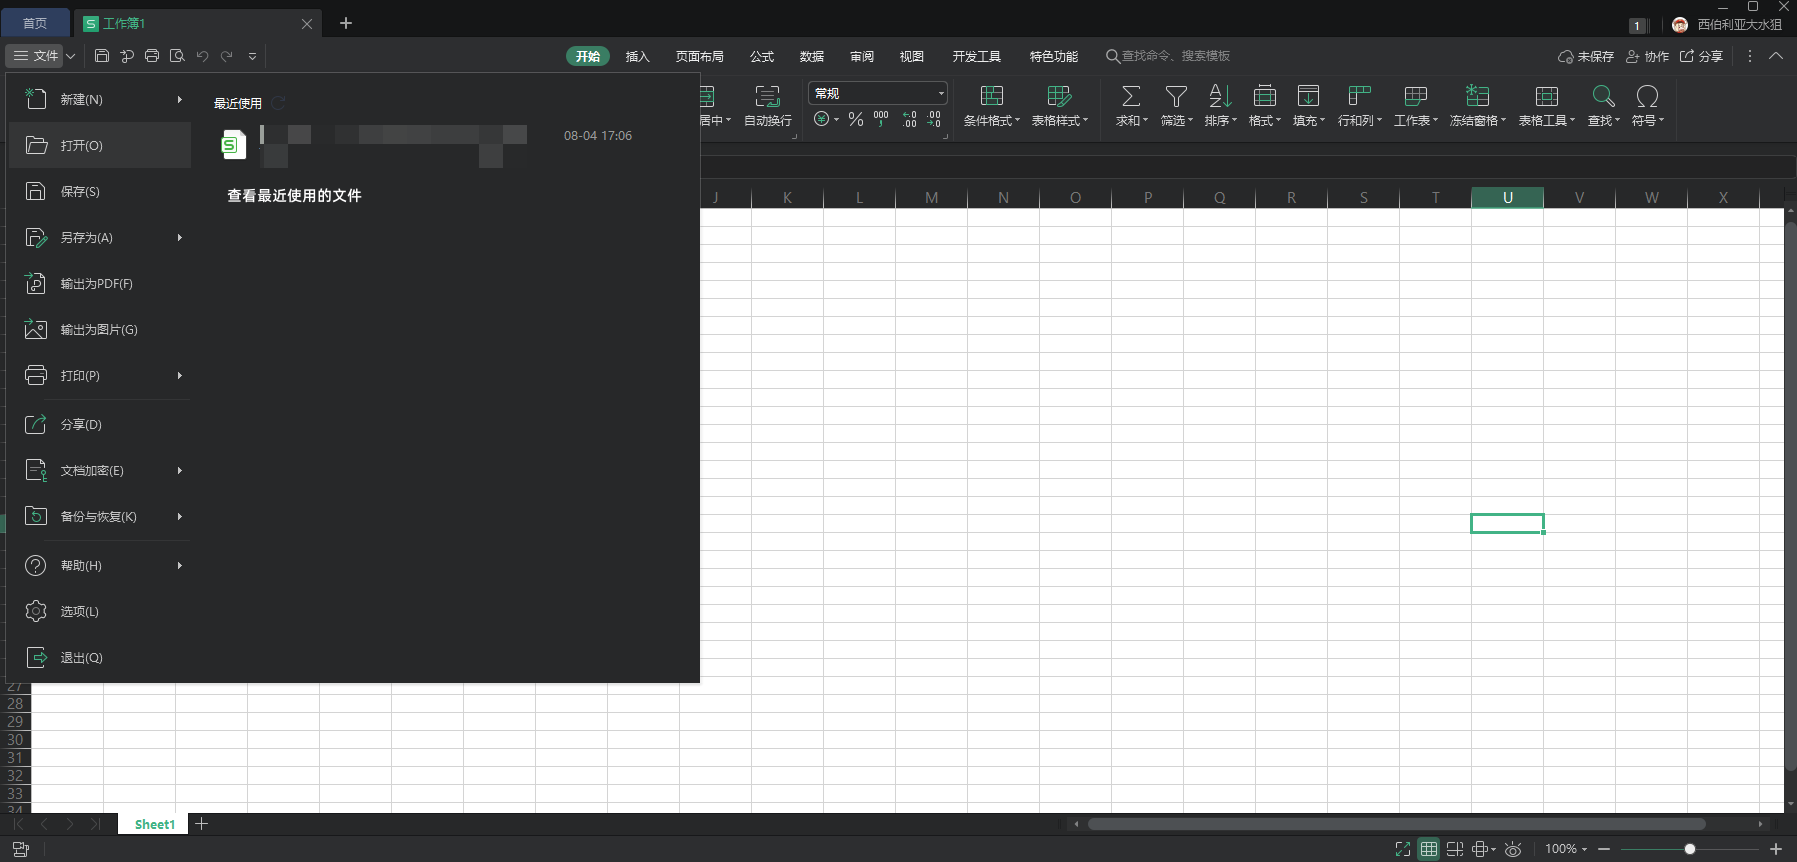 首页
工作簿1
1
西伯利亚大水狙
文件
开始 插入 页面布局 公式 数据 审阅 视图 开发工具 特色功能
查找命令、搜索模板
未保存 协作 分享
居中 自动换行
常规
% 000 .00 .00
.00 .0
条件格式 表格样式 求和 筛选 排序 格式 填充 行和列 工作表 冻结窗格 表格工具 查找 符号
新建(N)
打开(O)
保存(S)
另存为(A)
输出为PDF(F)
输出为图片(G)
打印(P)
分享(D)
文档加密(E)
备份与恢复(K)
帮助(H)
选项(L)
退出(Q)
最近使用
08-04 17:06
查看最近使用的文件
J K L M N O P Q R S T U V W X
27
28
29
30
31
32
33
34
Sheet1
100%